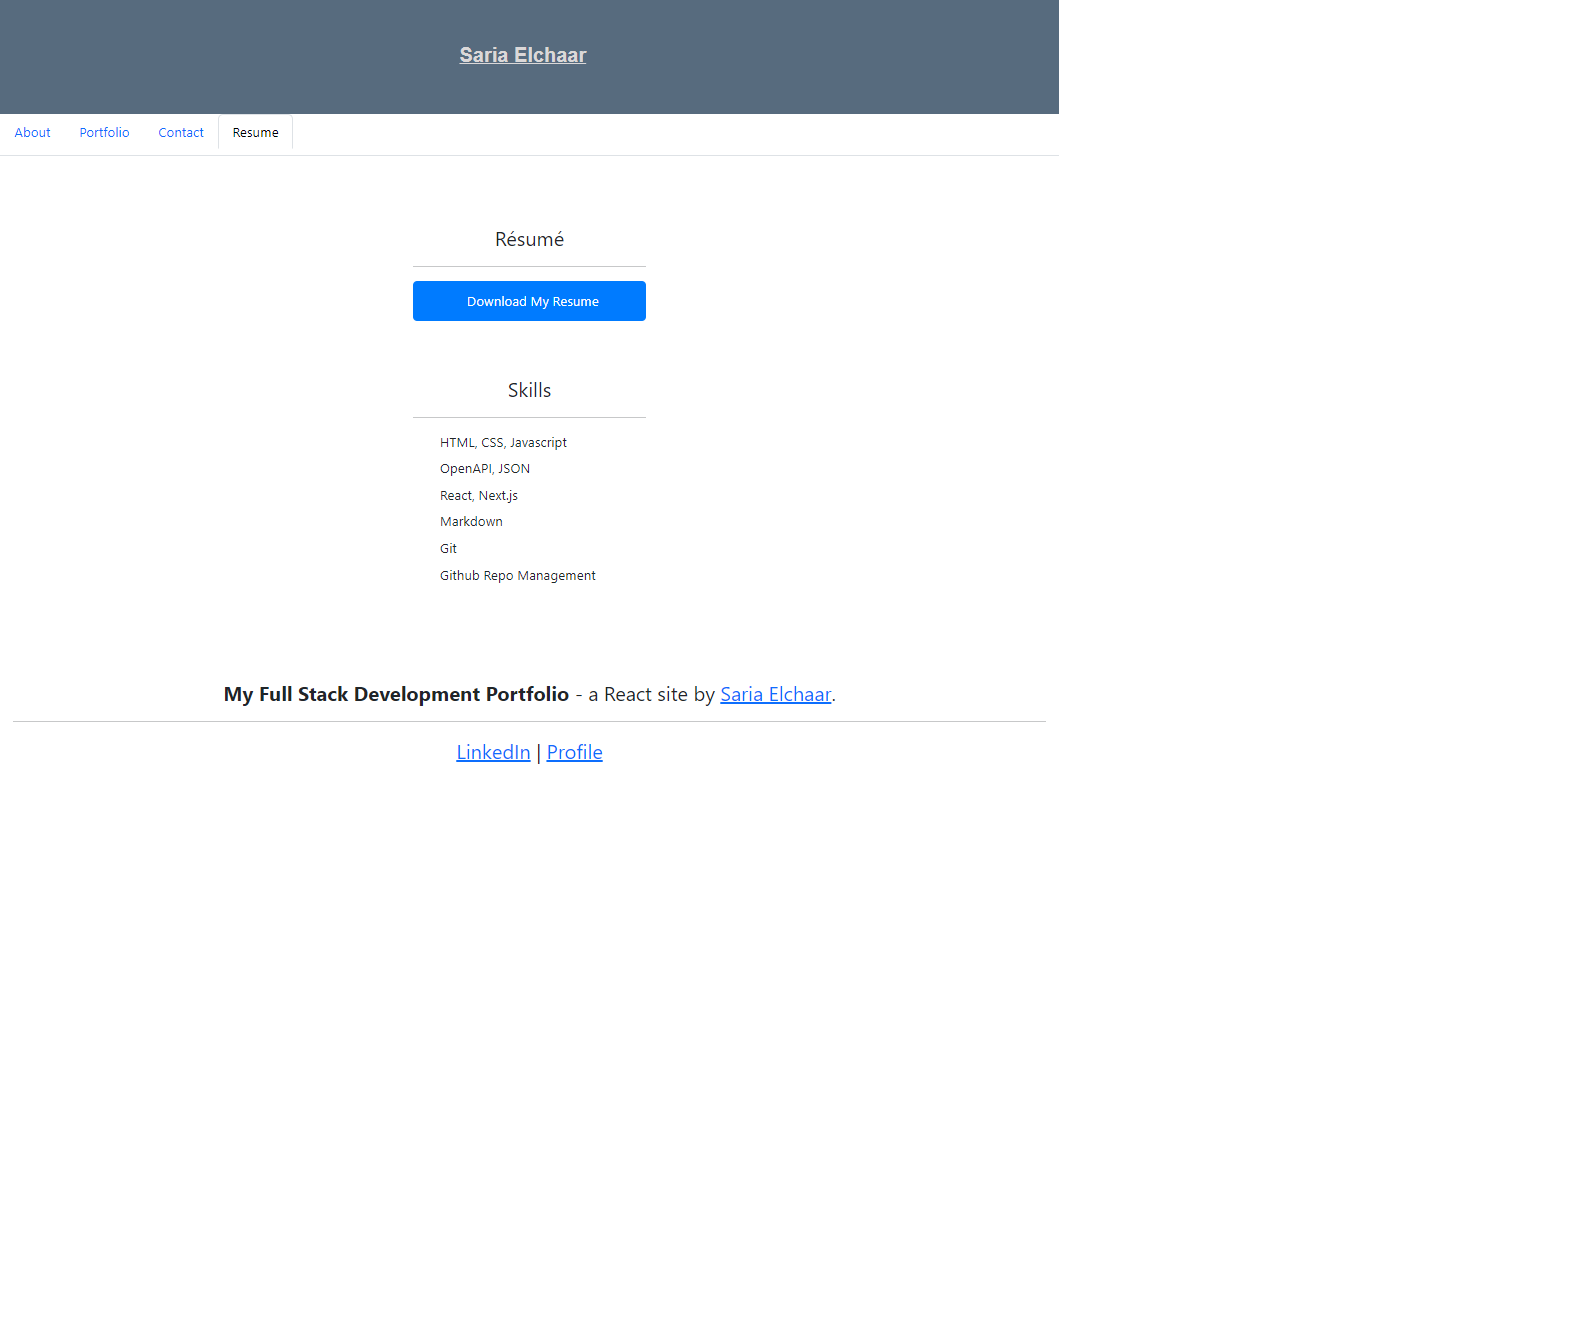 Saria Elchaar
About Portfolio Contact Resume
Résumé
Download My Resume
Skills
HTML, CSS, Javascript
OpenAPI, JSON
React, Next.js
Markdown
Git
Github Repo Management
My Full Stack Development Portfolio - a React site by Saria Elchaar.
LinkedIn | Profile